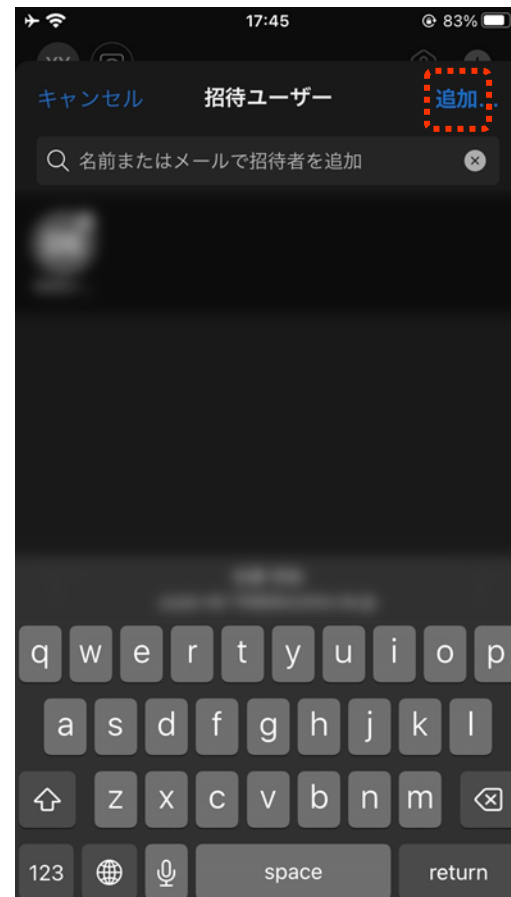 17:45 83%
キャンセル 招待ユーザー 追加...
名前またはメールで招待者を追加
q w e r t y u i o p
a s d f g h j k l
z x c v b n m
123 space return